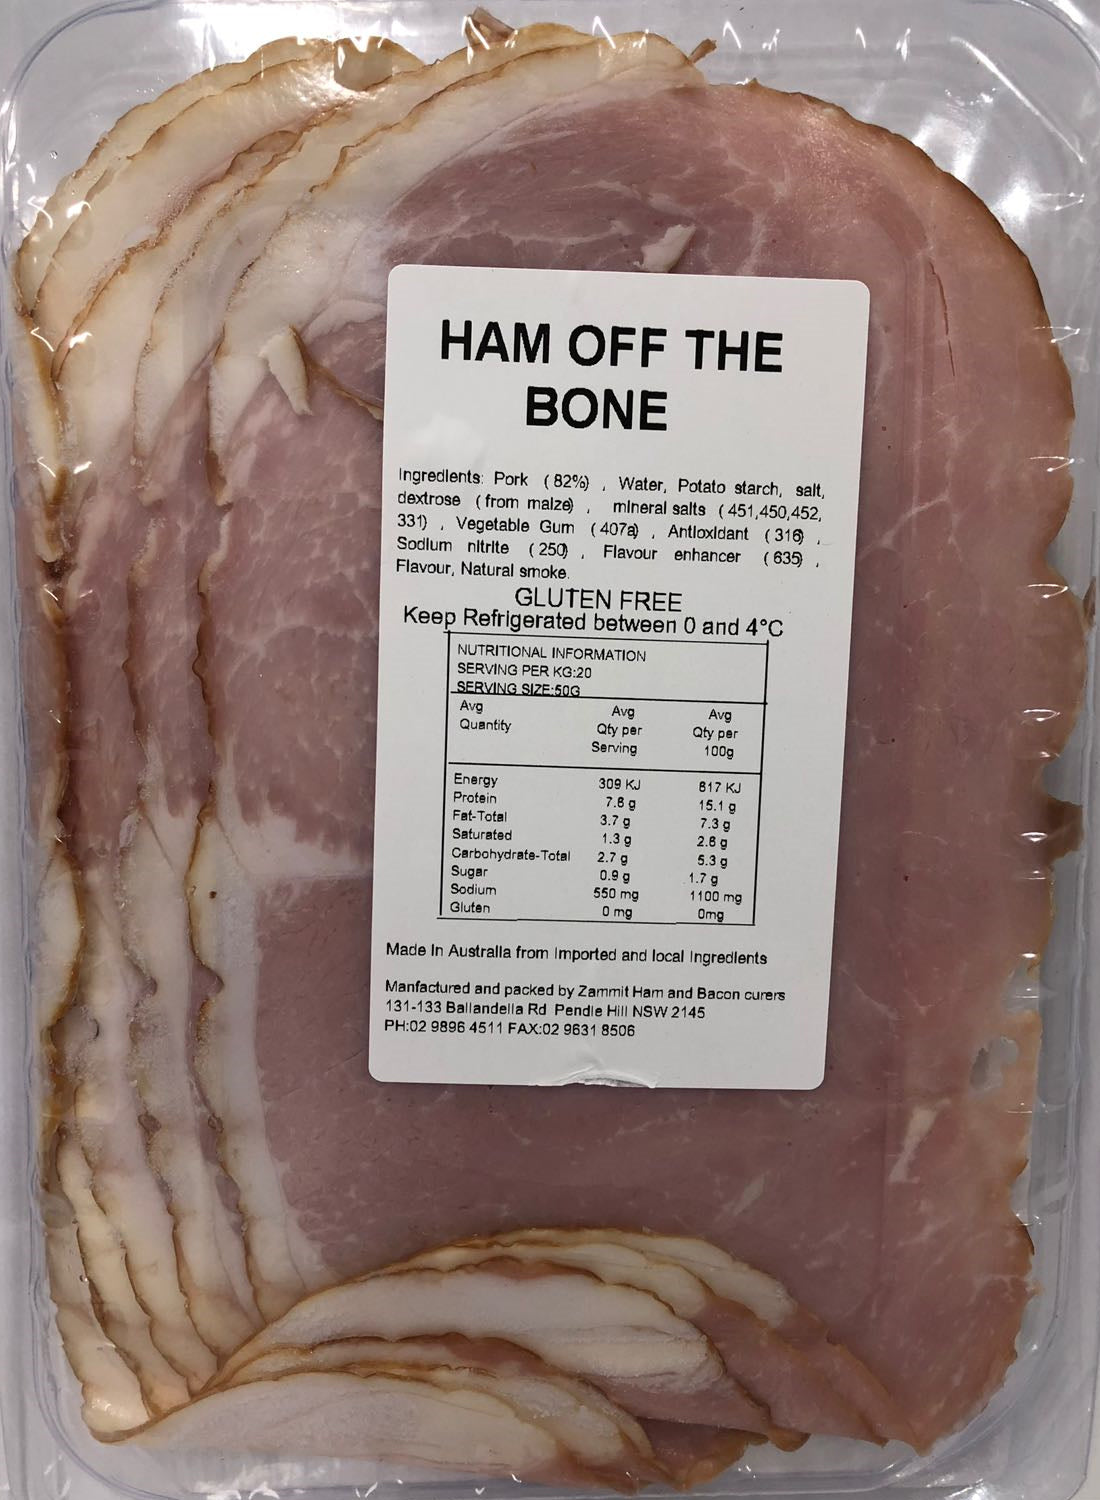 HAM OFF THE
BONE
Ingredients: Pork (82%) , Water, Potato starch, salt,
dextrose (from maize) , mineral salts (451,450,452,
331) , Vegetable Gum (407a) , Antioxidant (316) ,
Sodium nitrite (250) , Flavour enhancer (635) ,
Flavour, Natural smoke.
GLUTEN FREE
Keep Refrigerated between 0 and 4°C
NUTRITIONAL INFORMATION
SERVING PER KG:20
SERVING SIZE:50G
Avg Avg Avg
Quantity Qty per Qty per
Serving 100g
Energy 309 KJ 617 KJ
Protein 7.6 g 15.1 g
Fat-Total 3.7 g 7.3 g
Saturated 1.3 g 2.6 g
Carbohydrate-Total 2.7 g 5.3 g
Sugar 0.9 g 1.7 g
Sodium 550 mg 1100 mg
Gluten 0 mg 0mg
Made In Australia from Imported and local Ingredients
Manfactured and packed by Zammit Ham and Bacon curers
131-133 Ballandella Rd Pendle Hill NSW 2145
PH:02 9896 4511 FAX:02 9631 8506